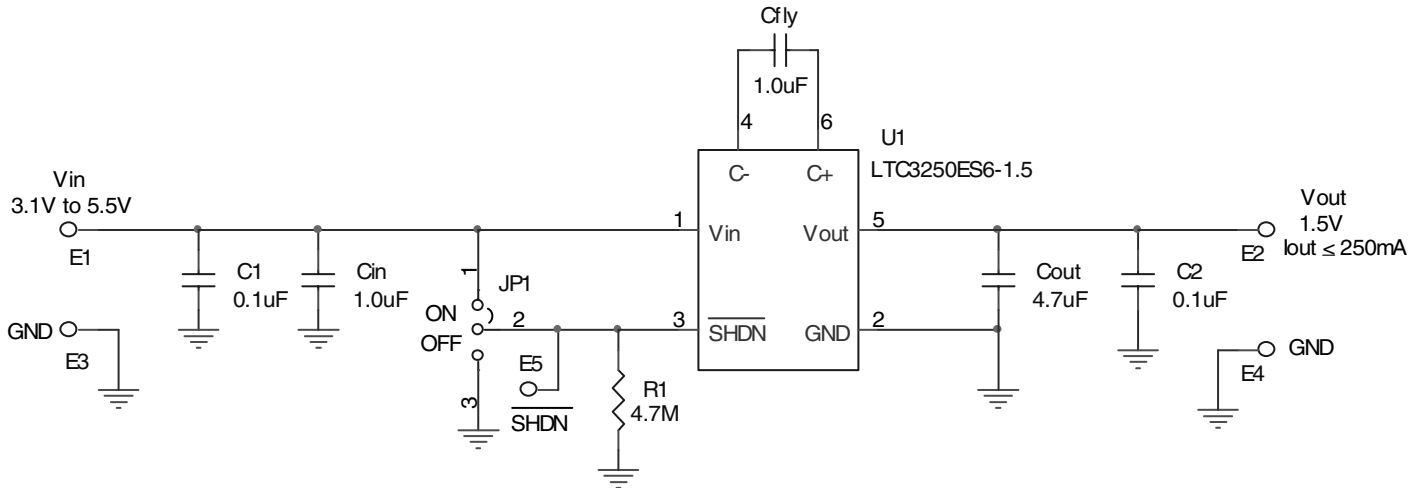 Cfly
1.0uF
4
6
U1
LTC3250ES6-1.5
C-
C+
Vin
3.1V to 5.5V
E1
1
Vin
Vout
5
Vout
1.5V
Iout ≤ 250mA
E2
C1
0.1uF
Cin
1.0uF
1
JP1
ON
2
OFF
3
3
SHDN
GND
2
Cout
4.7uF
C2
0.1uF
GND
E3
E5
SHDN
R1
4.7M
GND
E4